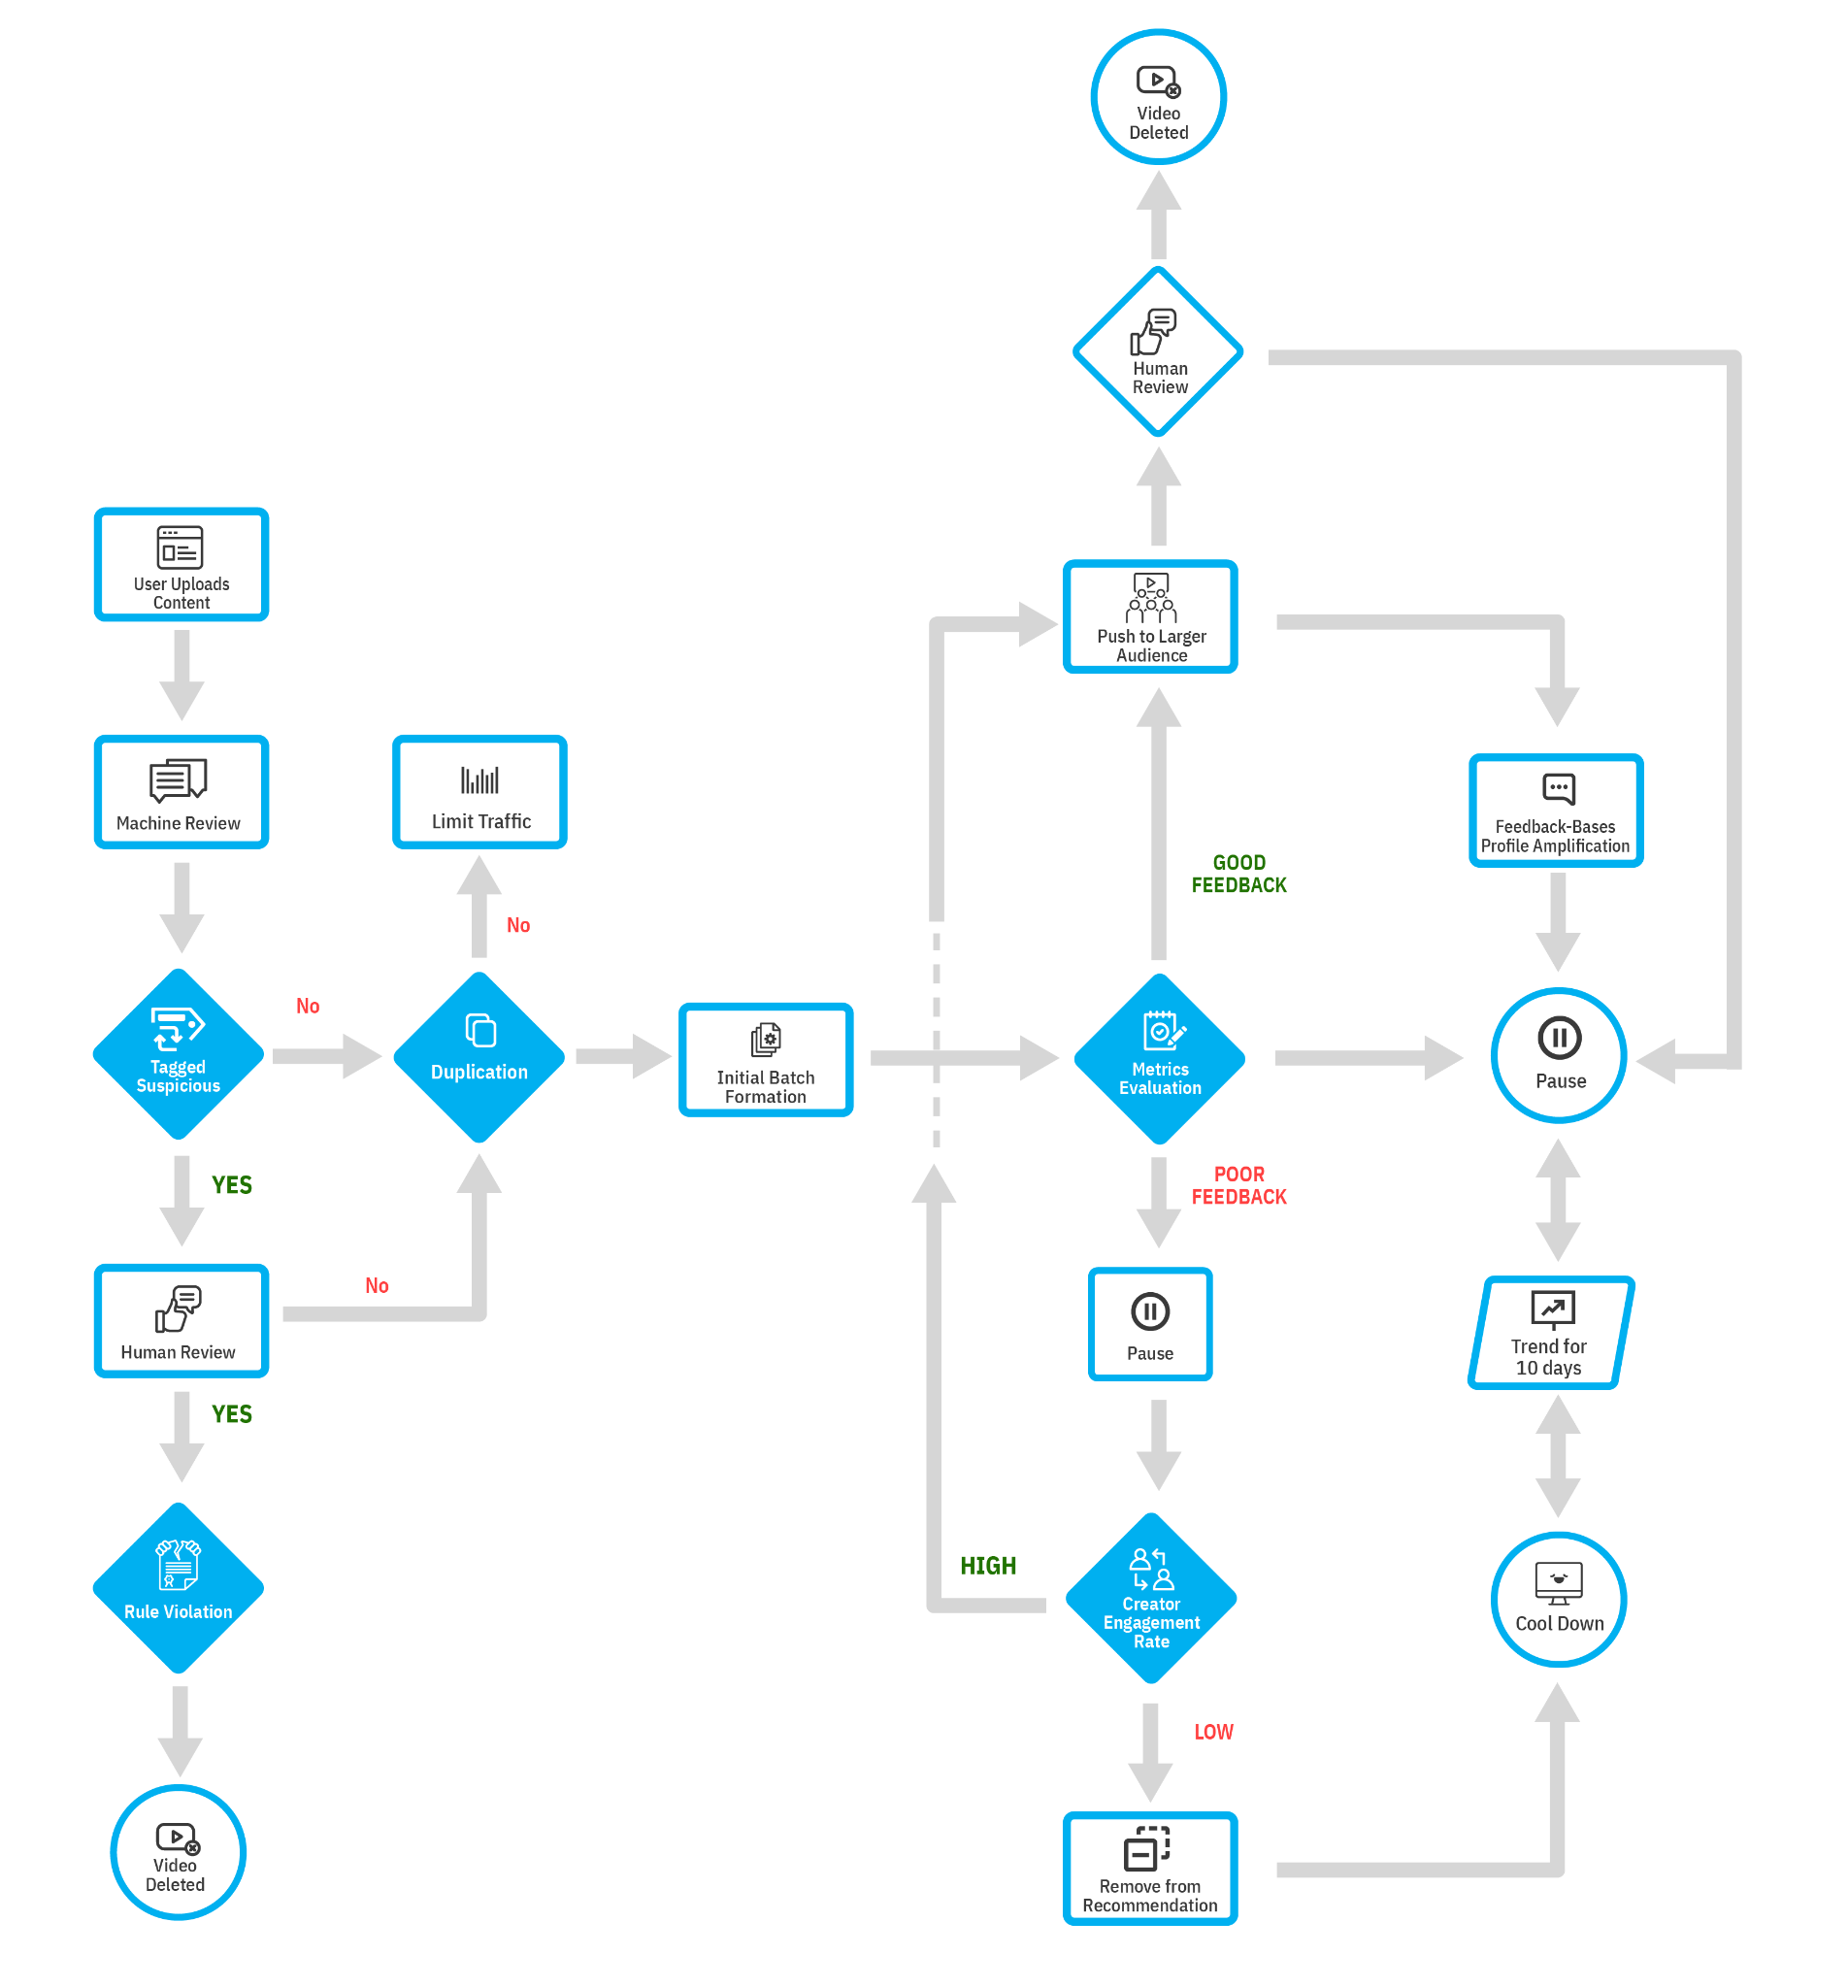 Video
Deleted
Human
Review
User Uploads
Content
Push to Larger
Audience
Machine Review
Limit Traffic
Feedback-Bases
Profile Amplification
GOOD
FEEDBACK
No
No
Tagged
Suspicious
Duplication
Initial Batch
Formation
Metrics
Evaluation
Pause
YES
POOR
FEEDBACK
Human Review
No
Pause
Trend for
10 days
YES
HIGH
Rule Violation
Creator
Engagement
Rate
Cool Down
LOW
Video
Deleted
Remove from
Recommendation